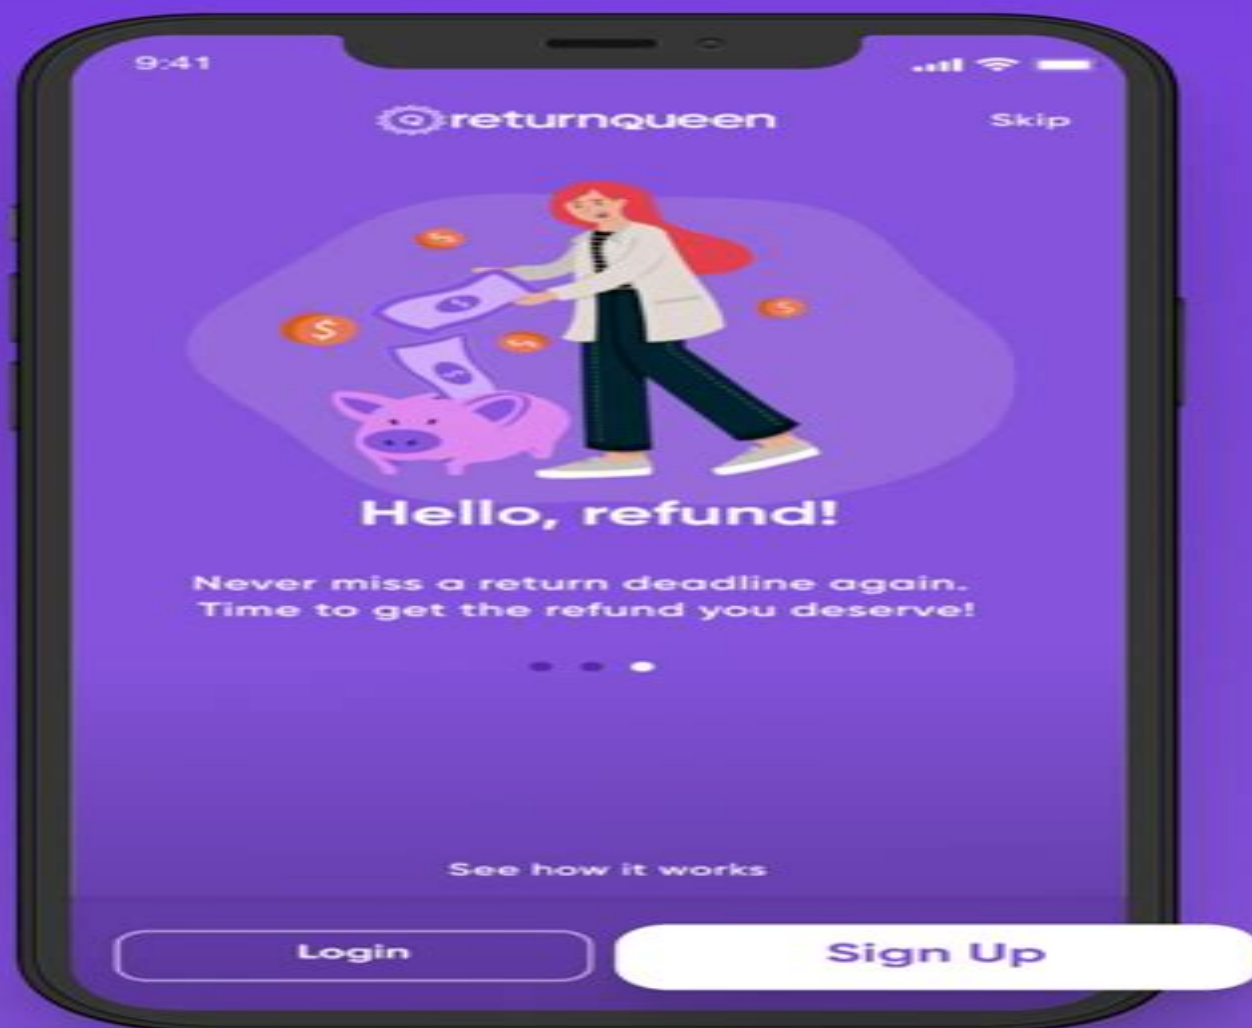 9:41
returnqueen
Skip
Hello, refund!
Never miss a return deadline again.
Time to get the refund you deserve!
See how it works
Login
Sign Up